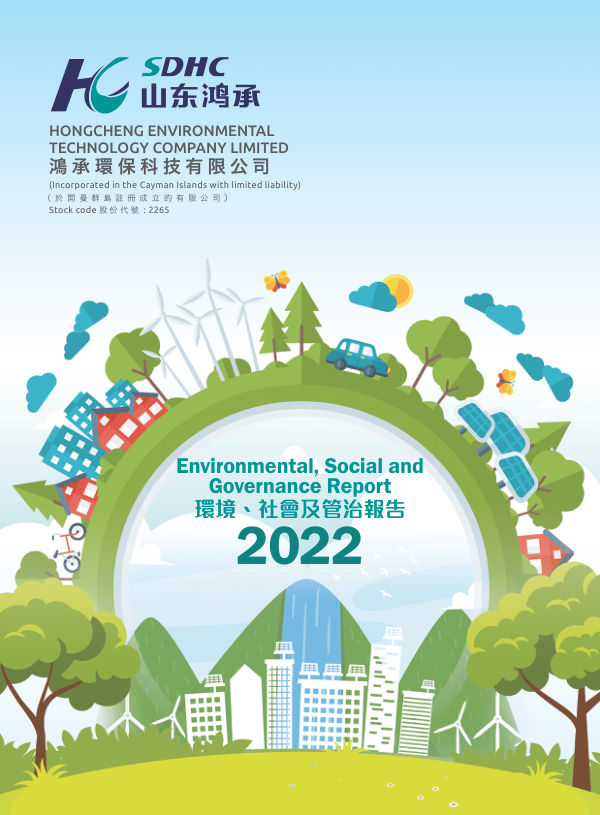 SDHC
山东鸿承
HONGCHENG ENVIRONMENTAL
TECHNOLOGY COMPANY LIMITED
鴻承環保科技有限公司
(Incorporated in the Cayman Islands with limited liability)
(於開曼群島註冊成立的有限公司)
Stock code 股份代號 : 2265
Environmental, Social and
Governance Report
環境、社會及管治報告
2022